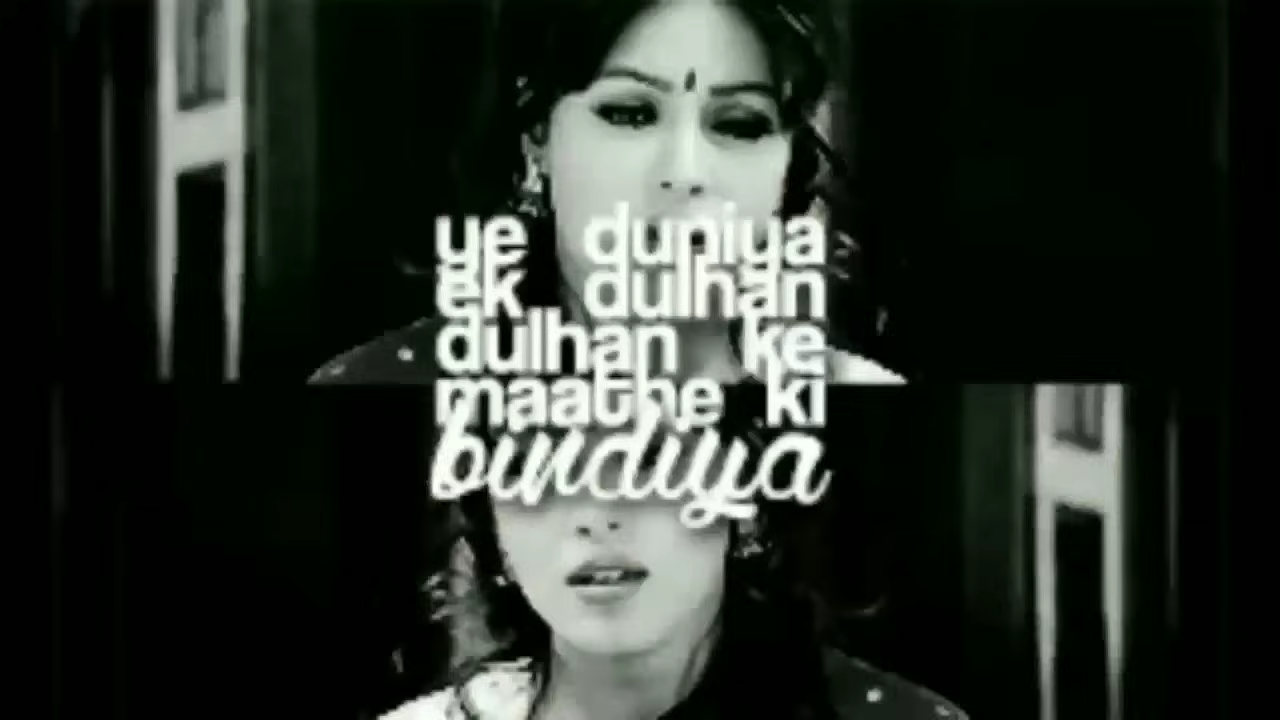 ye duniya
ek dulhan
dulhan ke
maathe ki
bindiya